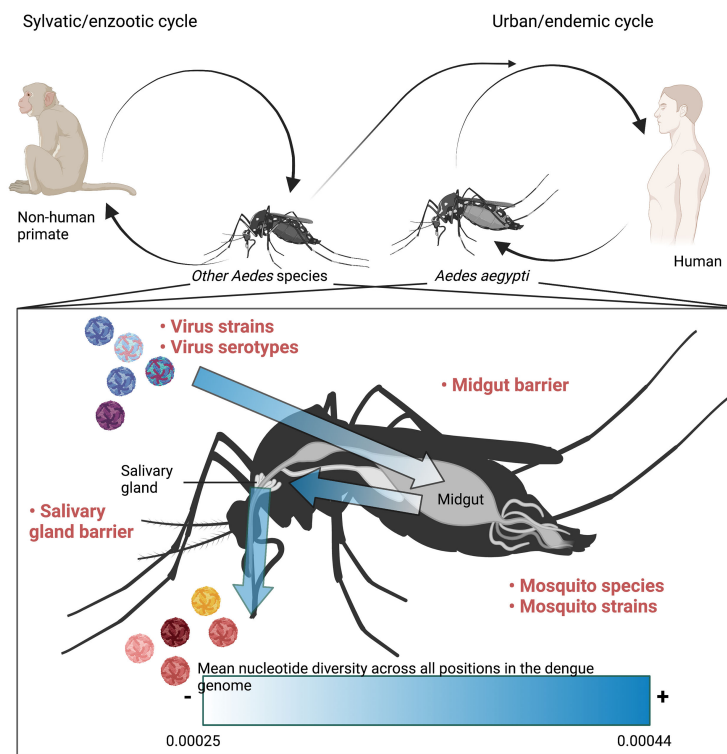 Sylvatic/enzootic cycle
Urban/endemic cycle
Non-human
primate
Human
Other Aedes species
Aedes aegypti
• Virus strains
• Virus serotypes
• Midgut barrier
Salivary
gland
Midgut
• Salivary
gland barrier
• Mosquito species
• Mosquito strains
Mean nucleotide diversity across all positions in the dengue
genome
- +
0.00025 0.00044